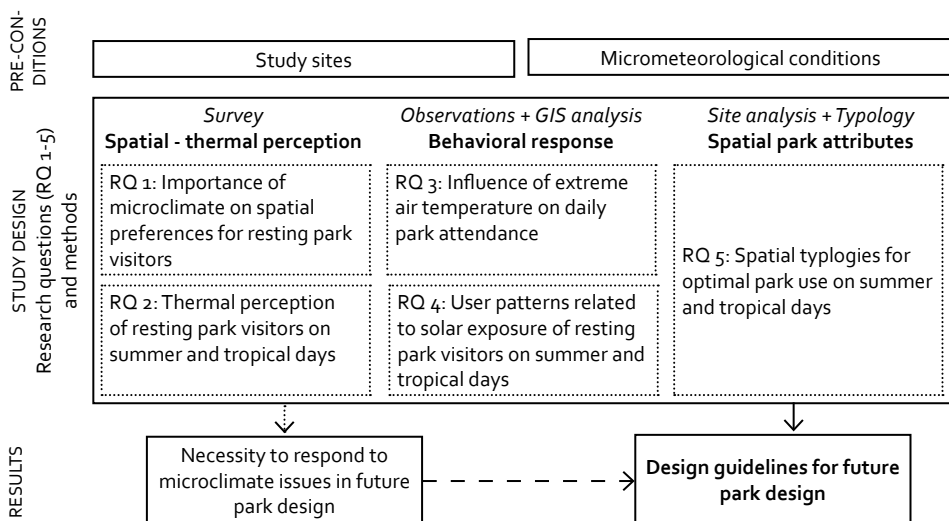 PRE-CON-
DITIONS
Study sites
Micrometeorological conditions
STUDY DESIGN
Research questions (RQ 1-5)
and methods
Survey
Spatial - thermal perception
RQ 1: Importance of
microclimate on spatial
preferences for resting park
visitors
RQ 2: Thermal perception
of resting park visitors on
summer and tropical days
Observations + GIS analysis
Behavioral response
RQ 3: Influence of extreme
air temperature on daily
park attendance
RQ 4: User patterns related
to solar exposure of resting
park visitors on summer and
tropical days
Site analysis + Typology
Spatial park attributes
RQ 5: Spatial typlogies for
optimal park use on summer
and tropical days
RESULTS
Necessity to respond to
microclimate issues in future
park design
Design guidelines for future
park design